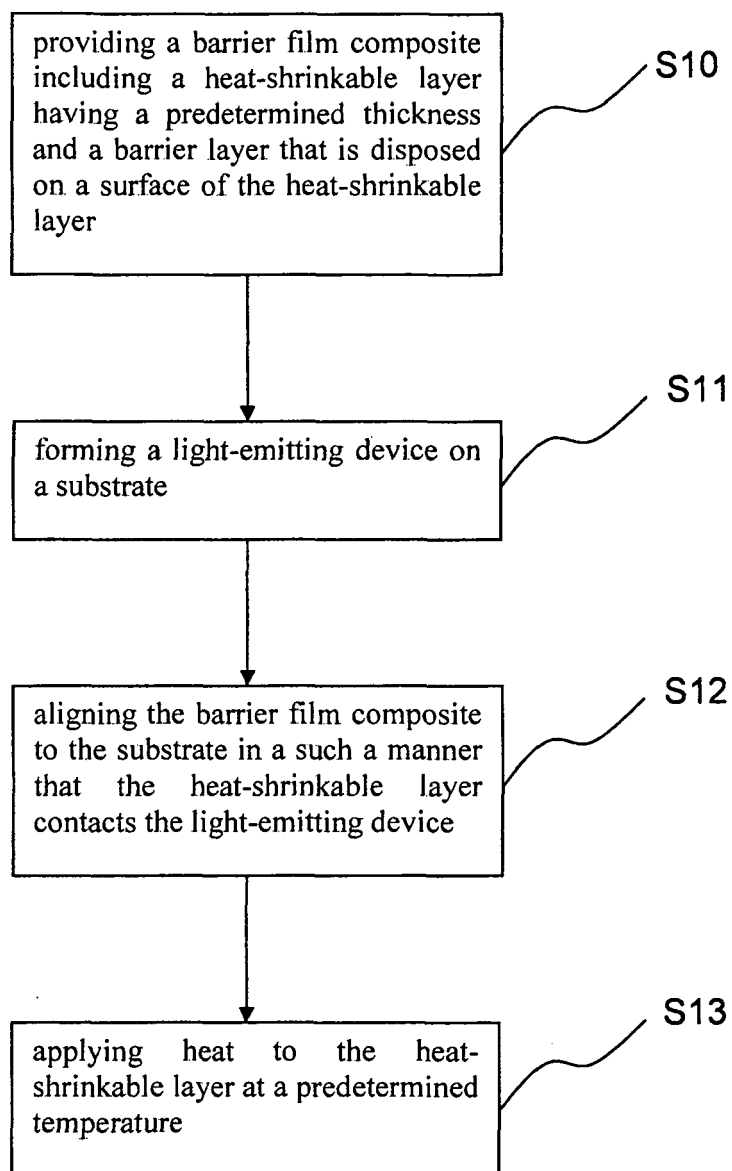 providing a barrier film composite
including a heat-shrinkable layer
having a predetermined thickness
and a barrier layer that is disposed
on a surface of the heat-shrinkable
layer
S10
forming a light-emitting device on
a substrate
S11
aligning the barrier film composite
to the substrate in a such a manner
that the heat-shrinkable layer
contacts the light-emitting device
S12
applying heat to the heat-
shrinkable layer at a predetermined
temperature
S13